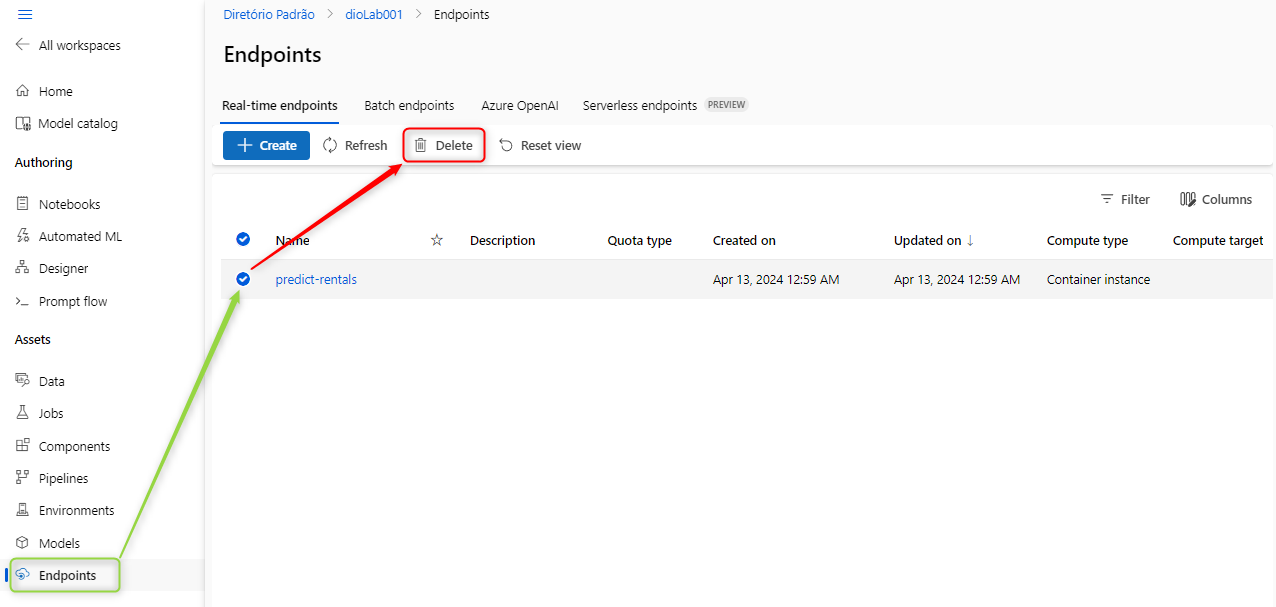 Diretório Padrão > dioLab001 > Endpoints
All workspaces
Home
Model catalog
Authoring
Notebooks
Automated ML
Designer
Prompt flow
Assets
Data
Jobs
Components
Pipelines
Environments
Models
Endpoints
Endpoints
Real-time endpoints Batch endpoints Azure OpenAI Serverless endpoints PREVIEW
Create Refresh Delete Reset view
Filter Columns
Name Description Quota type Created on Updated on ↓ Compute type Compute target
predict-rentals Apr 13, 2024 12:59 AM Apr 13, 2024 12:59 AM Container instance